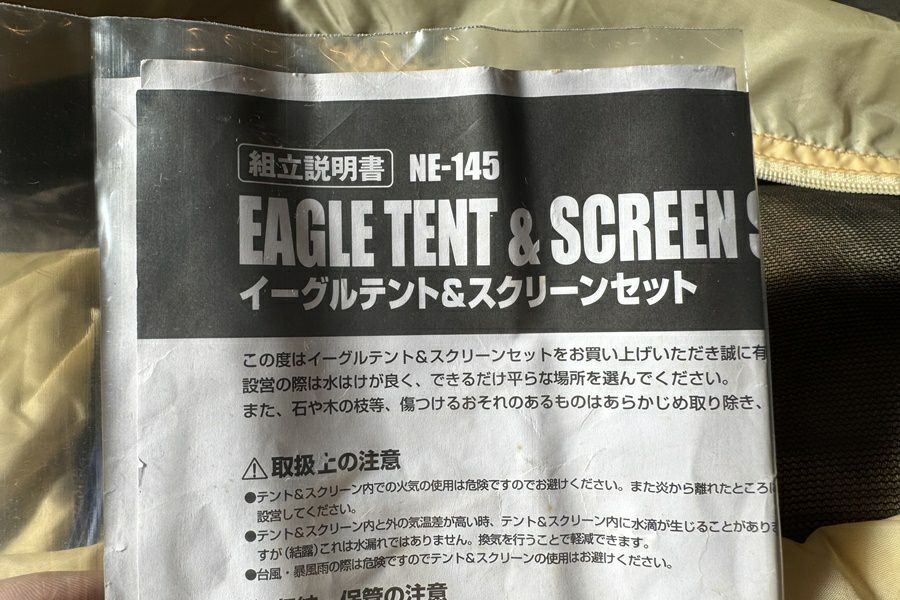 組立説明書 NE-145
EAGLE TENT & SCREEN
イーグルテント&スクリーンセット
この度はイーグルテント&スクリーンセットをお買い上げいただき誠に有
設営の際は水はけが良く、できるだけ平らな場所を選んでください。
また、石や木の枝等、傷つけるおそれのあるものはあらかじめ取り除き、
取扱上の注意
●テント&スクリーン内での火気の使用は危険ですのでお避けください。また炎から離れたところに
設営してください。
●テント&スクリーン内と外の気温差が高い時、テント&スクリーン内に水滴が生じることがあり
すが(結露)これは水漏れではありません。換気を行うことで軽減できます。
●台風・暴風雨の際は危険ですのでテント&スクリーンの使用はお避けください。
保管の注意